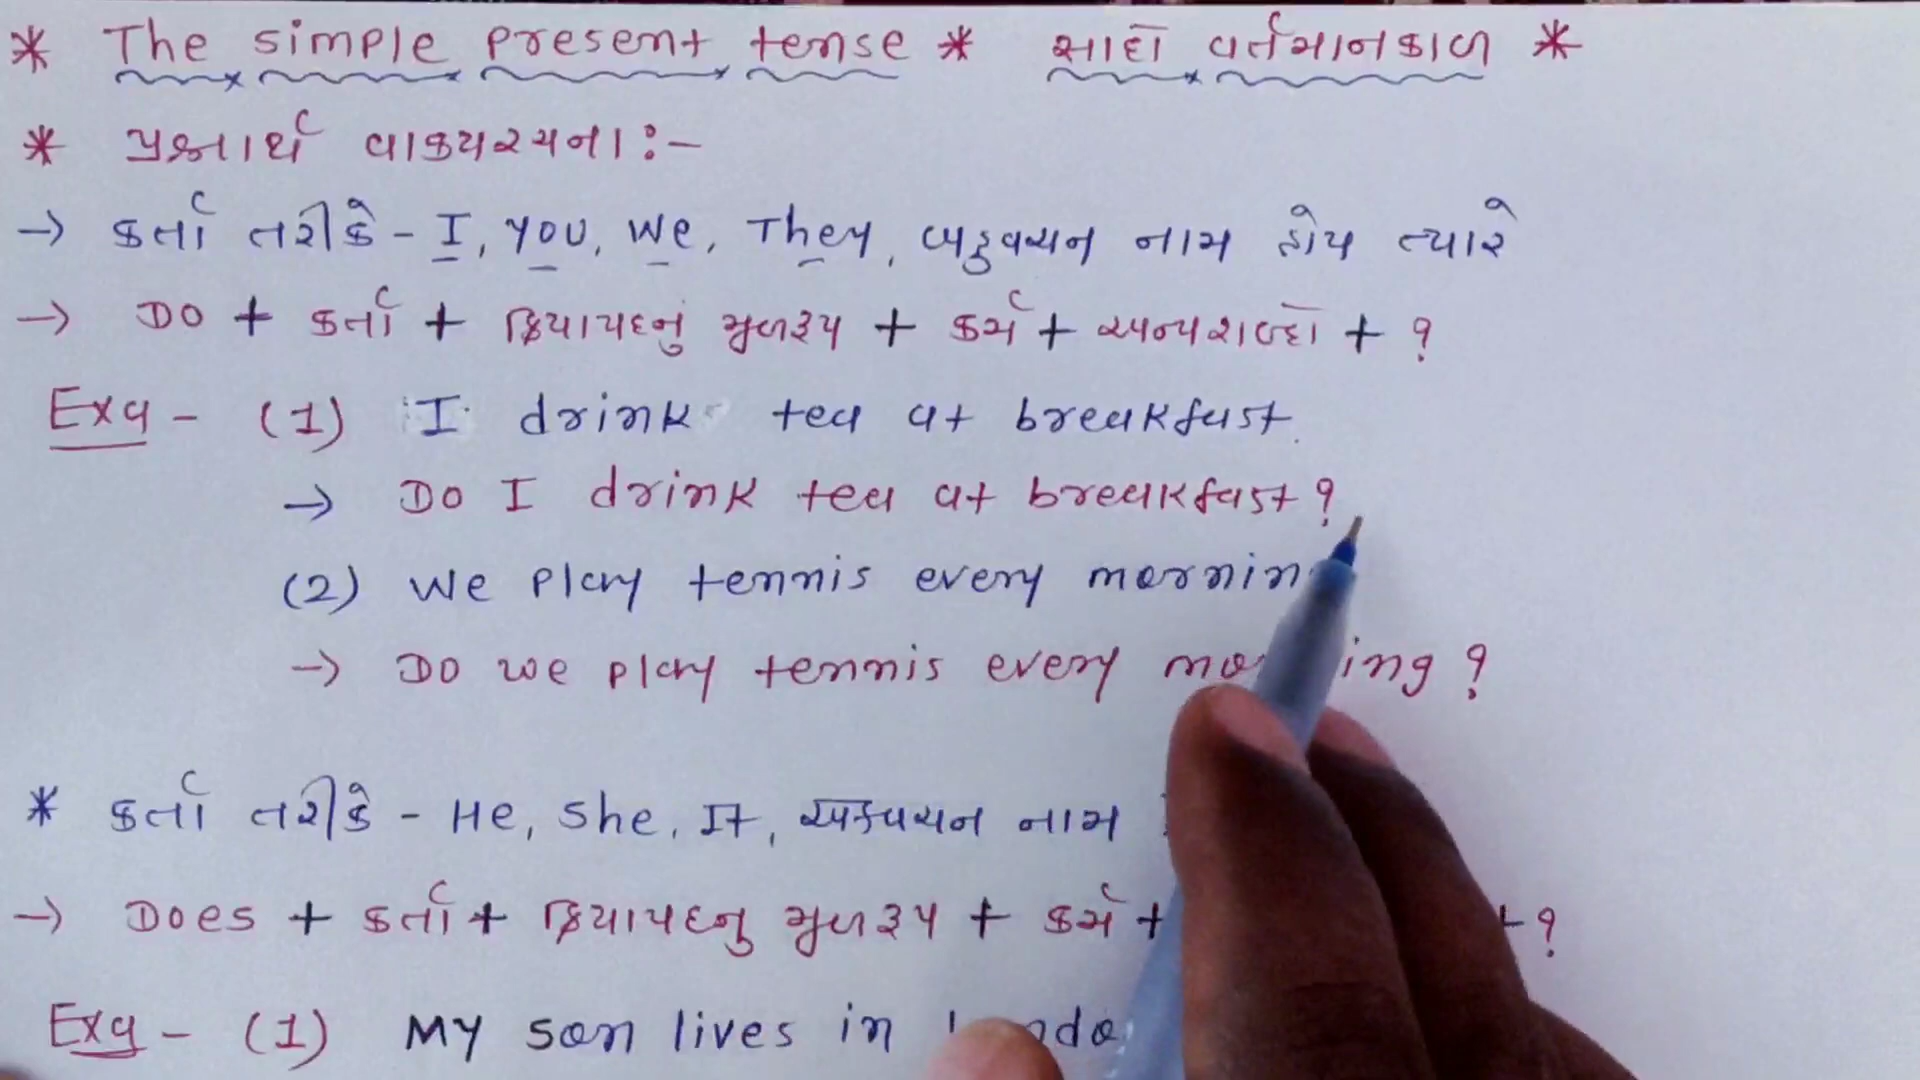 * The simple present tense * સાદો વર્તમાનકાળ *
* પ્રશ્નાર્થ વાક્યરચના :-
→ કર્તા તરીકે - I, you, we, They, બહુવચન નામ હોય ત્યારે
→ Do + કર્તા + ક્રિયાપદનું મુળરૂપ + કર્મ + અન્યશબ્દો + ?
Exa - (1) I drink tea at breakfast.
→ Do I drink tea at breakfast?
(2) We play tennis every mornin
→ Do we play tennis every mo ing?
* કર્તા તરીકે - He, she, It, એકવચન નામ
→ Does + કર્તા + ક્રિયાપદનુ મુળરૂપ + કર્મ + + ?
Exa - (1) My son lives in